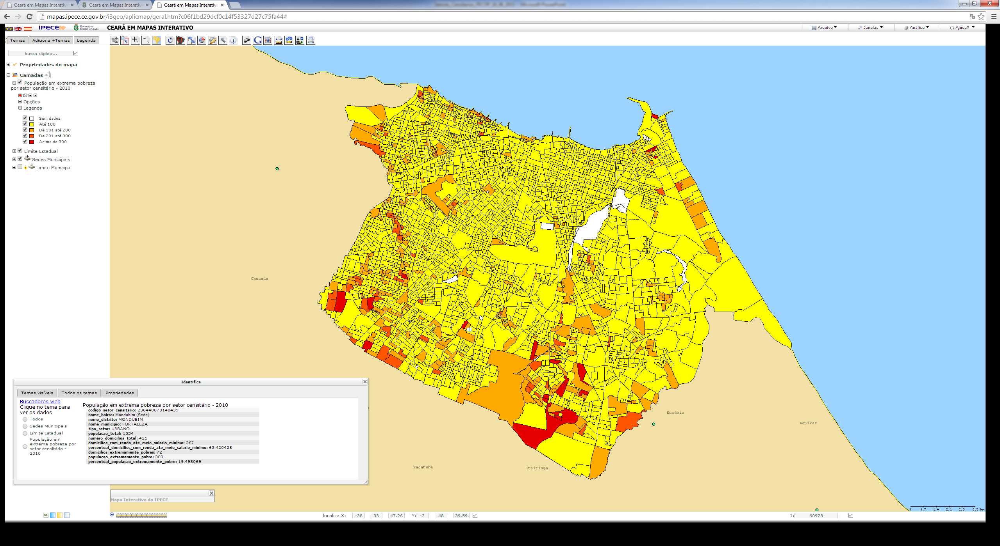 Ceará em Mapas Interativ
Ceará em Mapas Interativ
Ceará em Mapas Interativ
mapas.ipece.ce.gov.br/i3geo/aplicmap/geral.htm?c06f1bd29dcf0c14f53327d27c75fa44#
IPECE
GOVERNO DO ESTADO DO CEARÁ
CEARÁ EM MAPAS INTERATIVO
Arquivo
Janelas
Análise
Ajuda?
Temas
Adiciona +Temas
Legenda
busca rápida...
Propriedades do mapa
Camadas
População em extrema pobreza
por setor censitário - 2010
Opções
Legenda
Sem dados
Até 100
De 101 até 200
De 201 até 300
Acima de 300
Limite Estadual
Sedes Municipais
Limite Municipal
Caucaia
Eusébio
Aquiraz
Pacatuba
Itaitinga
Identifica
Temas visíveis
Todos os temas
Propriedades
Buscadores web
Clique no tema para
ver os dados
Todos
Sedes Municipais
Limite Estadual
População em
extrema pobreza por
setor censitário -
2010
População em extrema pobreza por setor censitário - 2010
codigo_setor_censitario: 230440070140439
nome_bairro: Mondubim (Sede)
nome_distrito: MONDUBIM
nome_municipio: FORTALEZA
tipo_setor: URBANO
populacao_total: 1554
numero_domicilios_total: 421
domicilios_com_renda_ate_meio_salario_minimo: 267
percentual_domicilios_com_renda_ate_meio_salario_minimo: 63.420428
domicilios_extremamente_pobres: 72
populacao_extremamente_pobre: 303
percentual_populacao_extremamente_pobre: 19.498069
Mapa Interativo do IPECE
0 0.7 1.4 2.1 2.8 3.5 km
localiza X: -38 33 47.26 Y: -3 48 39.59
1: 60978